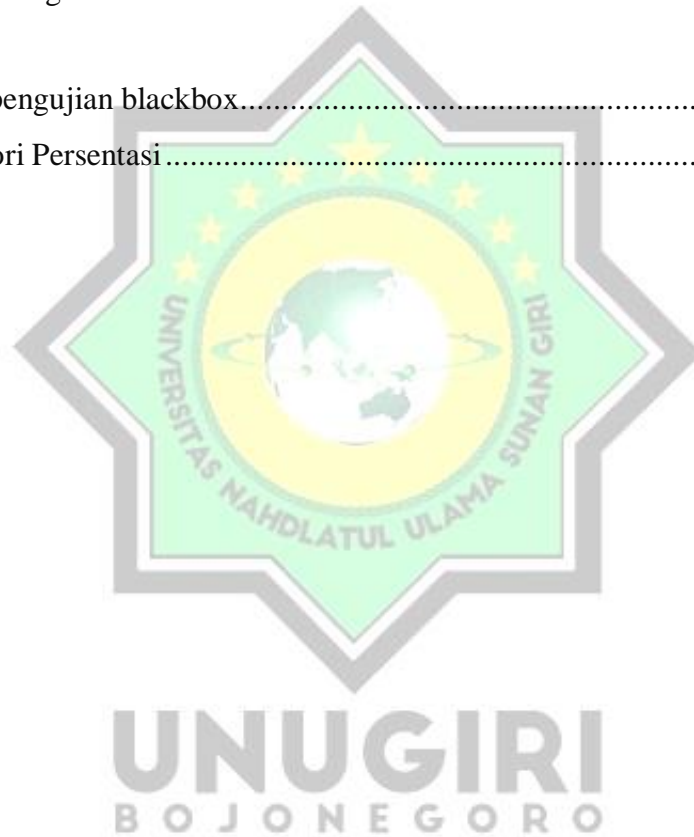 pengujian blackbox........................................................
ori Persentasi....................................................................
UNIVERSITAS NAHDLATUL ULAMA SUNAN GIRI
UNUGIRI
BOJONEGORO